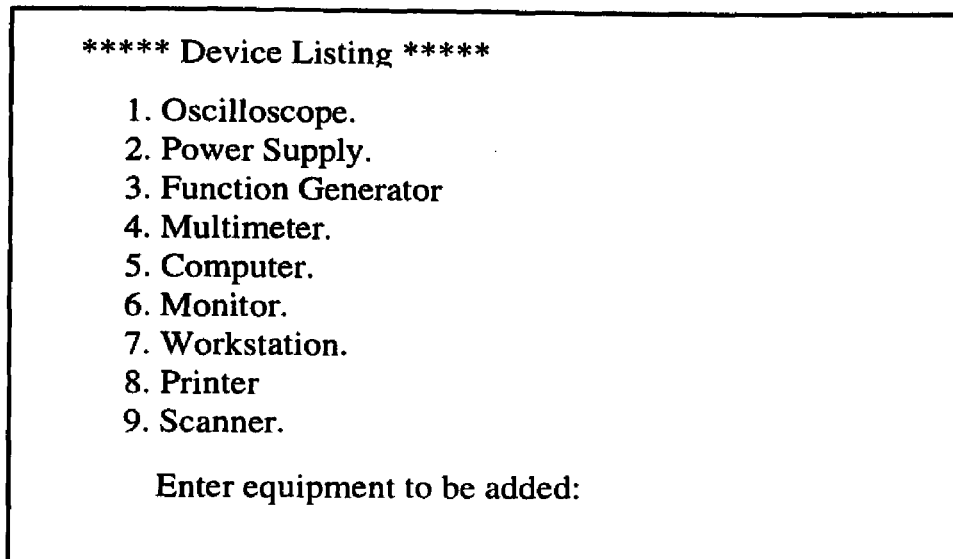 ***** Device Listing *****
1. Oscilloscope.
2. Power Supply.
3. Function Generator
4. Multimeter.
5. Computer.
6. Monitor.
7. Workstation.
8. Printer
9. Scanner.
Enter equipment to be added: